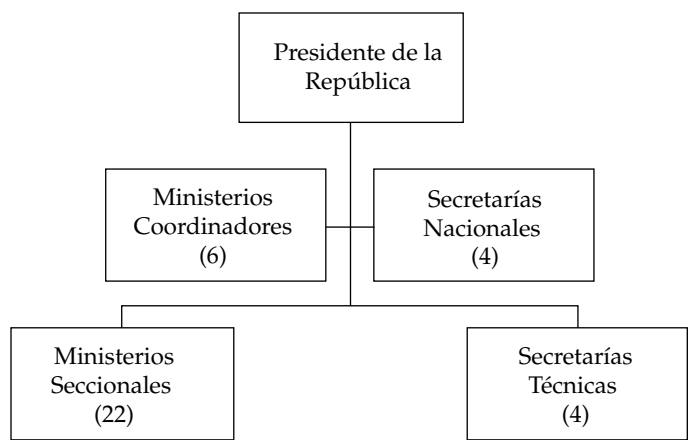 Presidente de la
República
Ministerios
Coordinadores
(6)
Secretarías
Nacionales
(4)
Ministerios
Seccionales
(22)
Secretarías
Técnicas
(4)